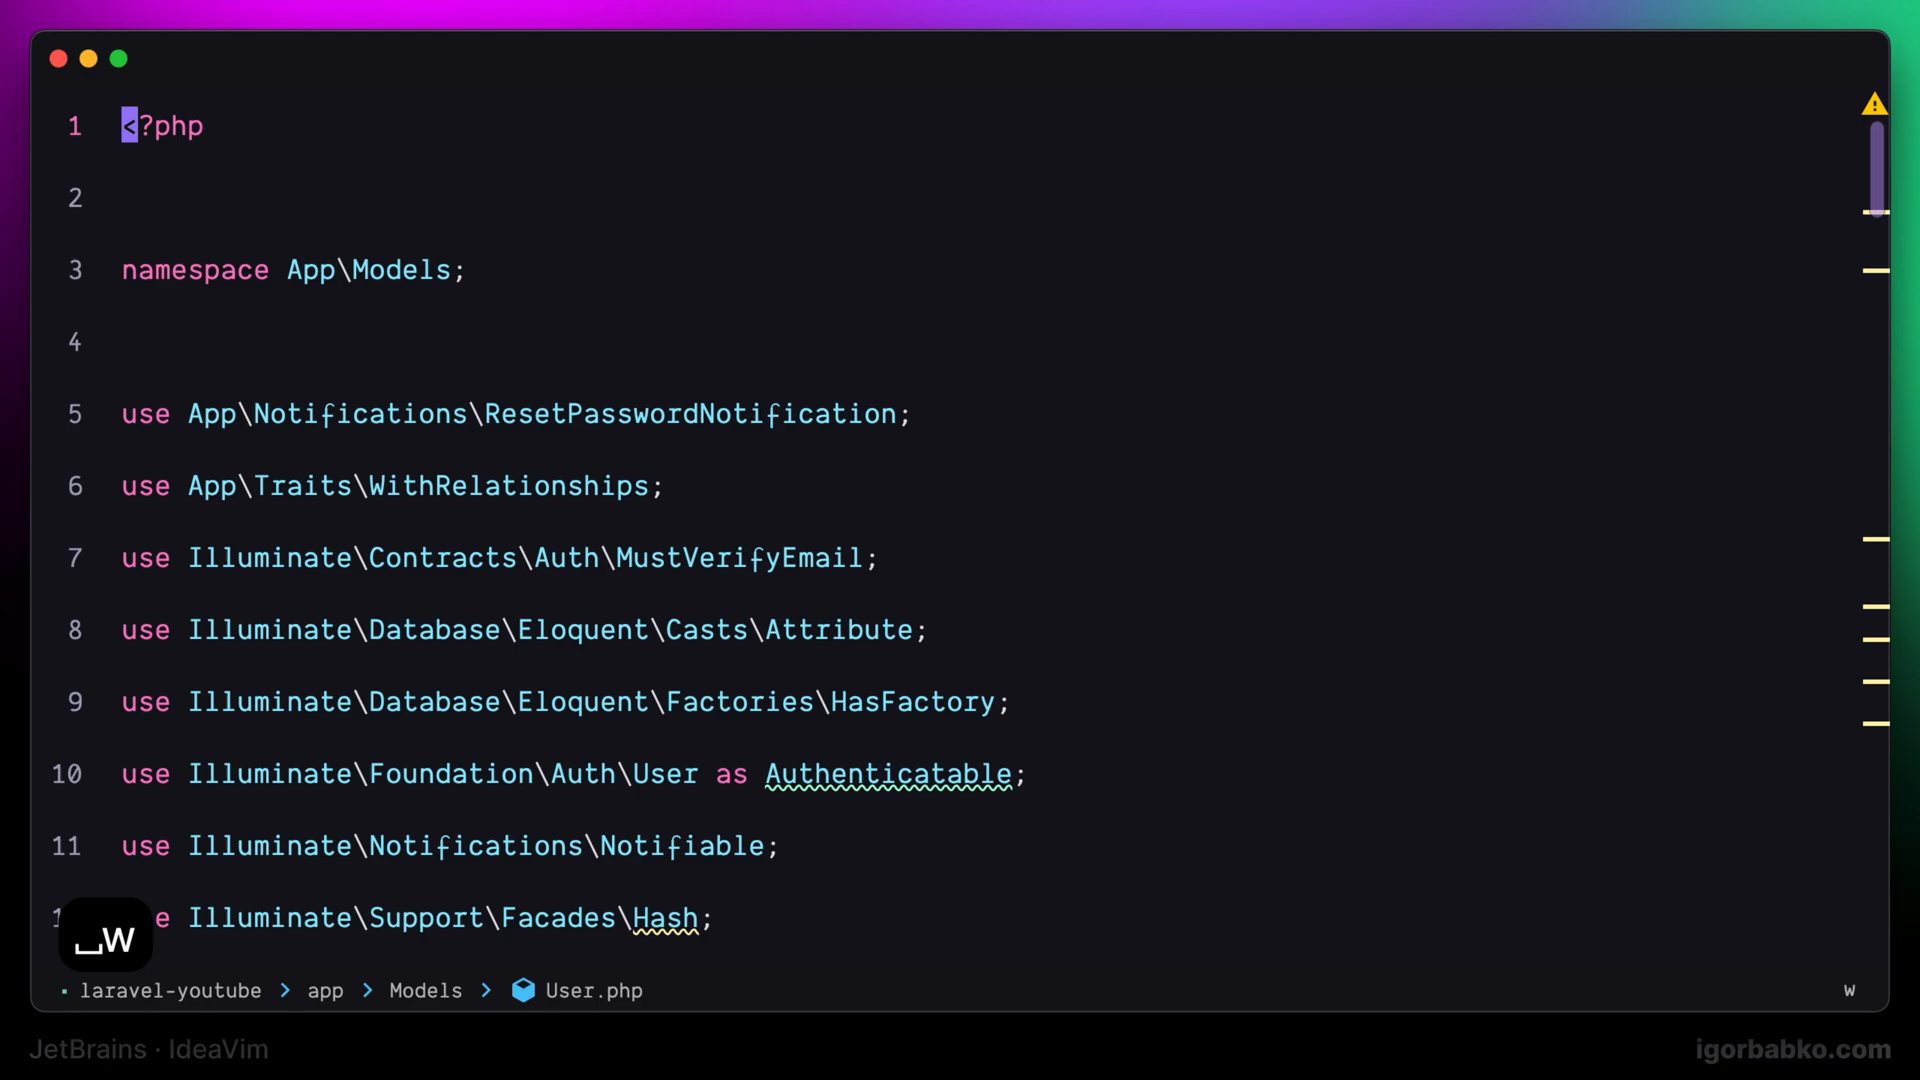 1 <?php
2
3 namespace App\Models;
4
5 use App\Notifications\ResetPasswordNotification;
6 use App\Traits\WithRelationships;
7 use Illuminate\Contracts\Auth\MustVerifyEmail;
8 use Illuminate\Database\Eloquent\Casts\Attribute;
9 use Illuminate\Database\Eloquent\Factories\HasFactory;
10 use Illuminate\Foundation\Auth\User as Authenticatable;
11 use Illuminate\Notifications\Notifiable;
1 e Illuminate\Support\Facades\Hash;
␣W
laravel-youtube > app > Models > User.php W
JetBrains · IdeaVim
igorbabko.com